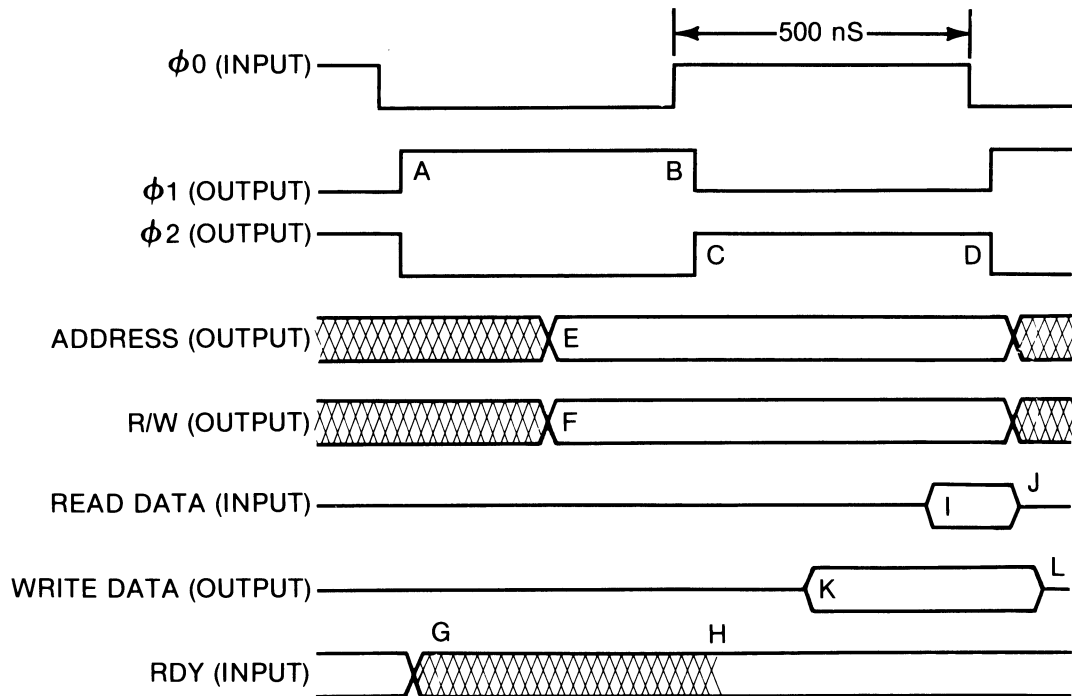 500 nS
ϕ0 (INPUT)
A B
ϕ1 (OUTPUT)
ϕ2 (OUTPUT)
C D
ADDRESS (OUTPUT) E
R/W (OUTPUT) F
READ DATA (INPUT) I J
WRITE DATA (OUTPUT) K L
G H
RDY (INPUT)